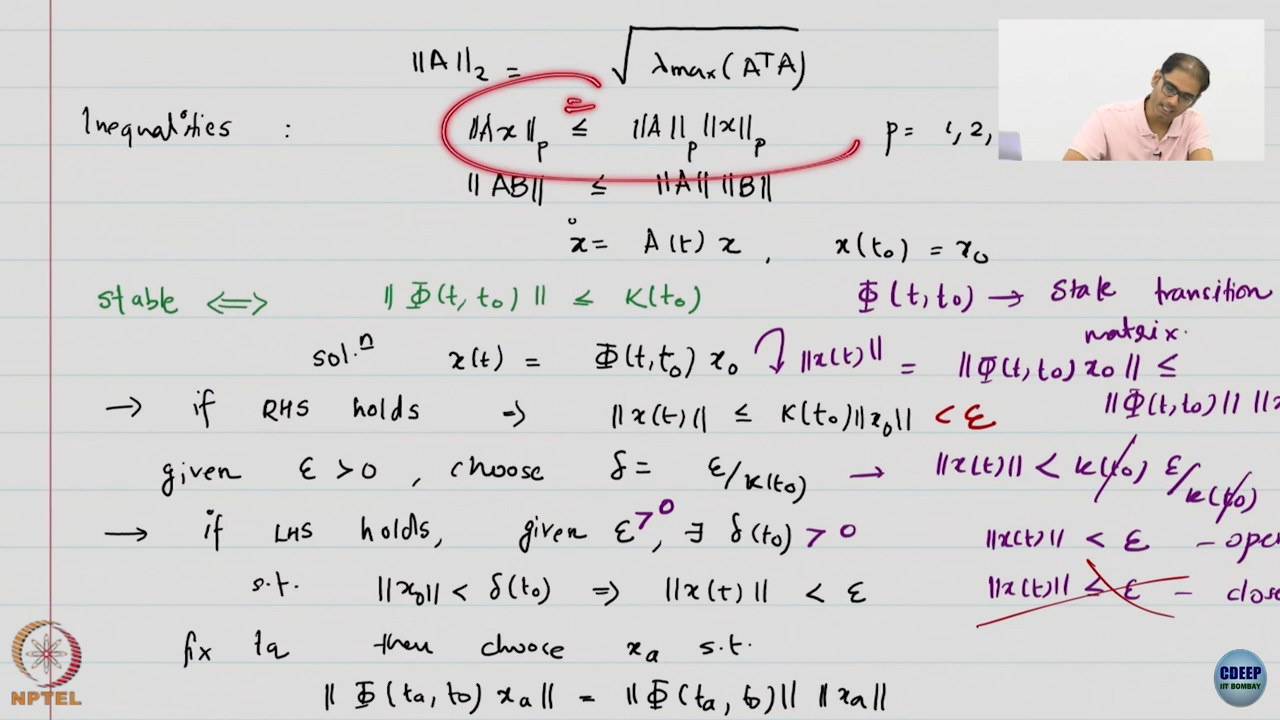 ||A||₂ = √λmax(AᵀA)
Inequalities : ||Ax||ₚ ≤ ||A||ₚ ||x||ₚ p = 1, 2,
=
||AB|| ≤ ||A|| ||B||
ẋ = A(t) x , x(t₀) = x₀
stable ⟺ ||Φ(t, t₀)|| ≤ K(t₀) Φ(t, t₀) → state transition
matrix.
sol.ⁿ x(t) = Φ(t, t₀) x₀ ||x(t)|| = ||Φ(t, t₀) x₀|| ≤
||Φ(t, t₀)|| ||x
→ if RHS holds ⇒ ||x(t)|| ≤ K(t₀)||x₀|| < ε
given ε > 0 , choose δ = ε/K(t₀) → ||x(t)|| < K(t₀) ε/K(t₀)
→ if LHS holds, given ε > 0, ∃ δ(t₀) > 0 ||x(t)|| < ε – ope
s.t. ||x₀|| < δ(t₀) ⇒ ||x(t)|| < ε ||x(t)|| ≤ ε – close
fix ta then choose xa s.t.
||Φ(ta, t₀) xa|| = ||Φ(ta, t₀)|| ||xa||
NPTEL
CDEEP
IIT BOMBAY